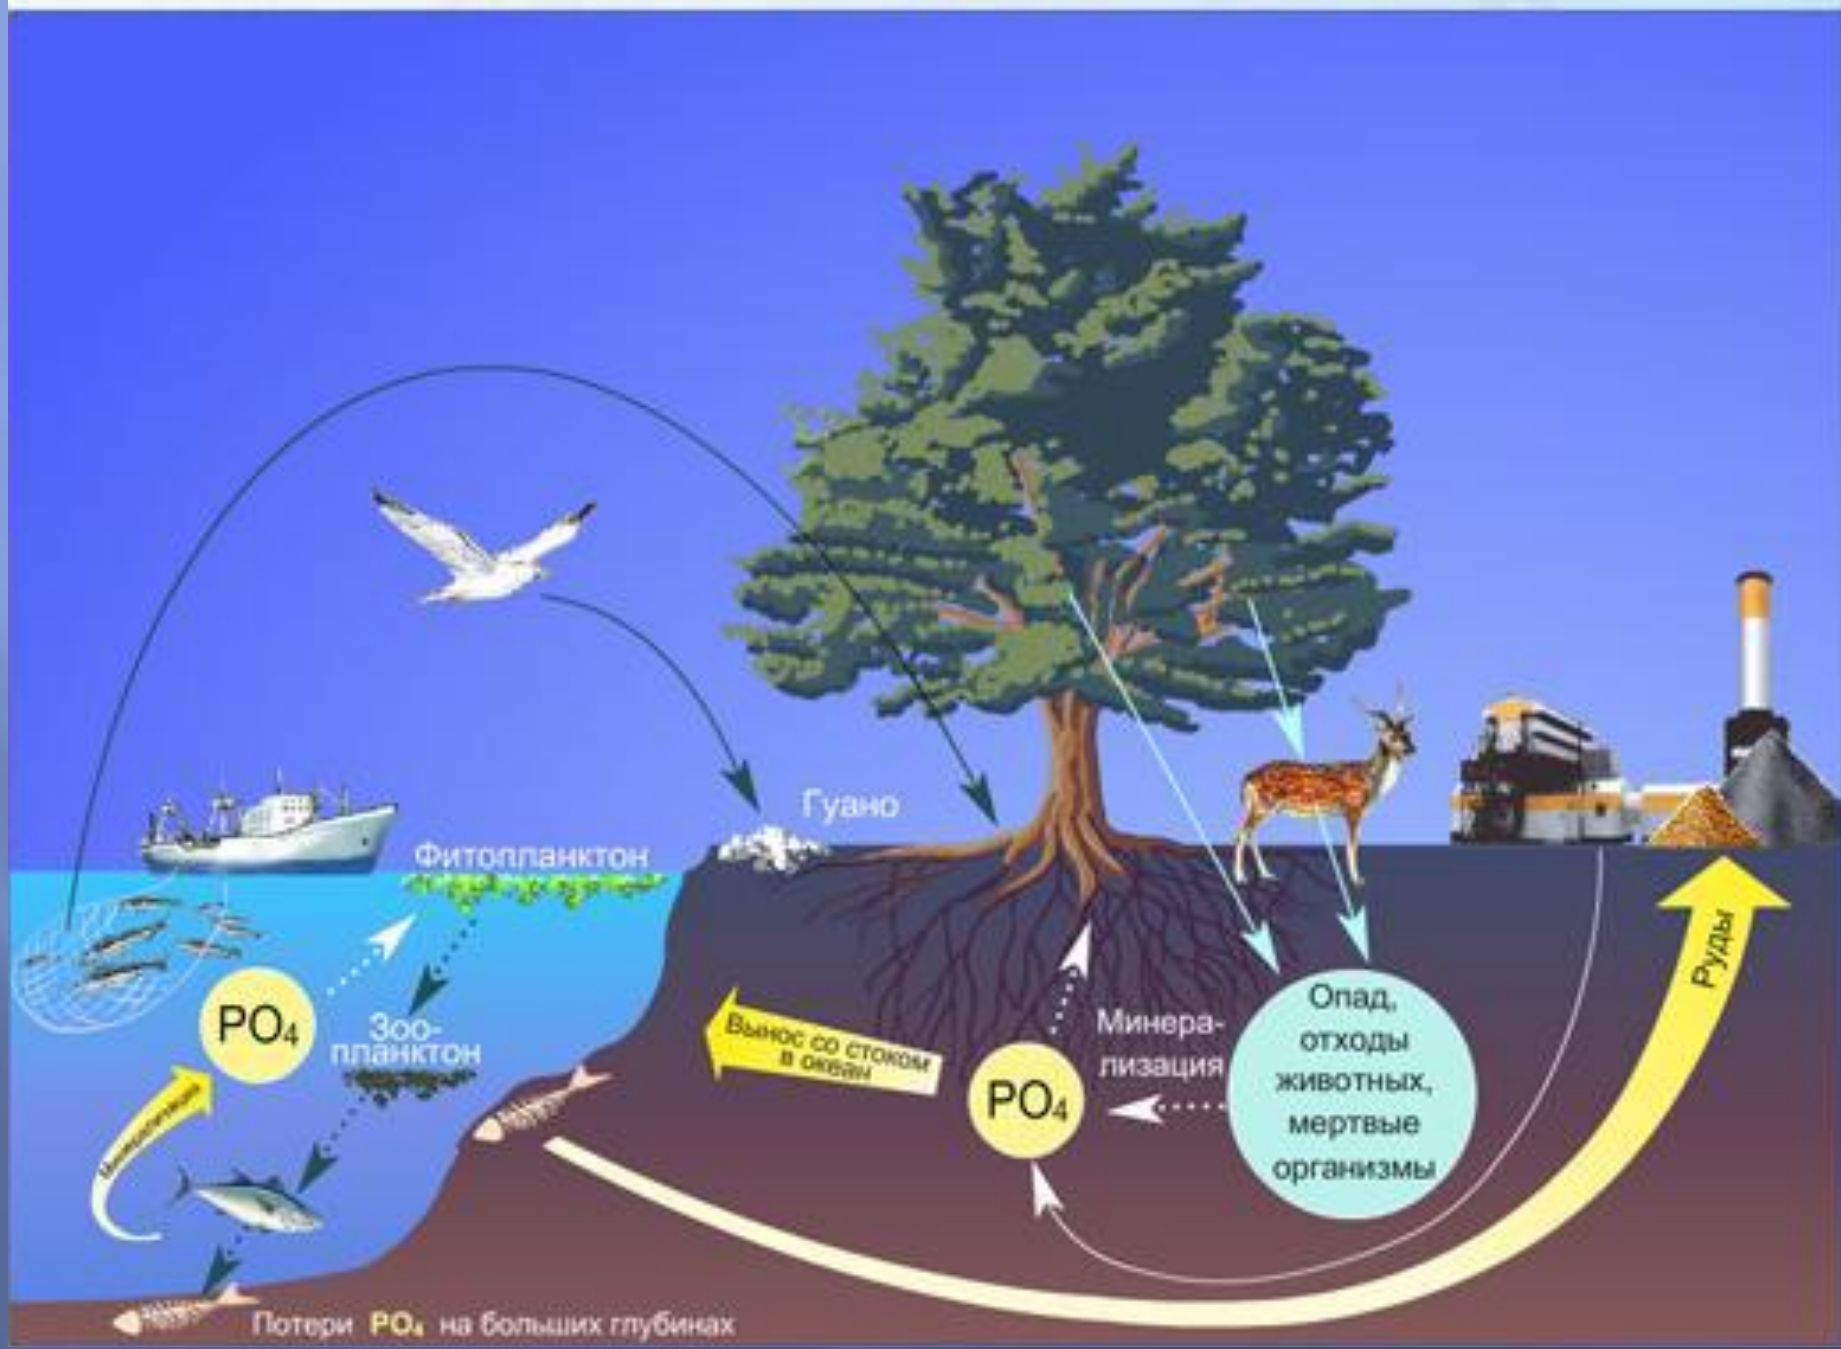 Гуано
Фитопланктон
PO₄
Зоо-
планктон
Минерализация
Вынос со стоком
в океан
PO₄
Минера-
лизация
Опад,
отходы
животных,
мертвые
организмы
Руды
Потери PO₄ на больших глубинах